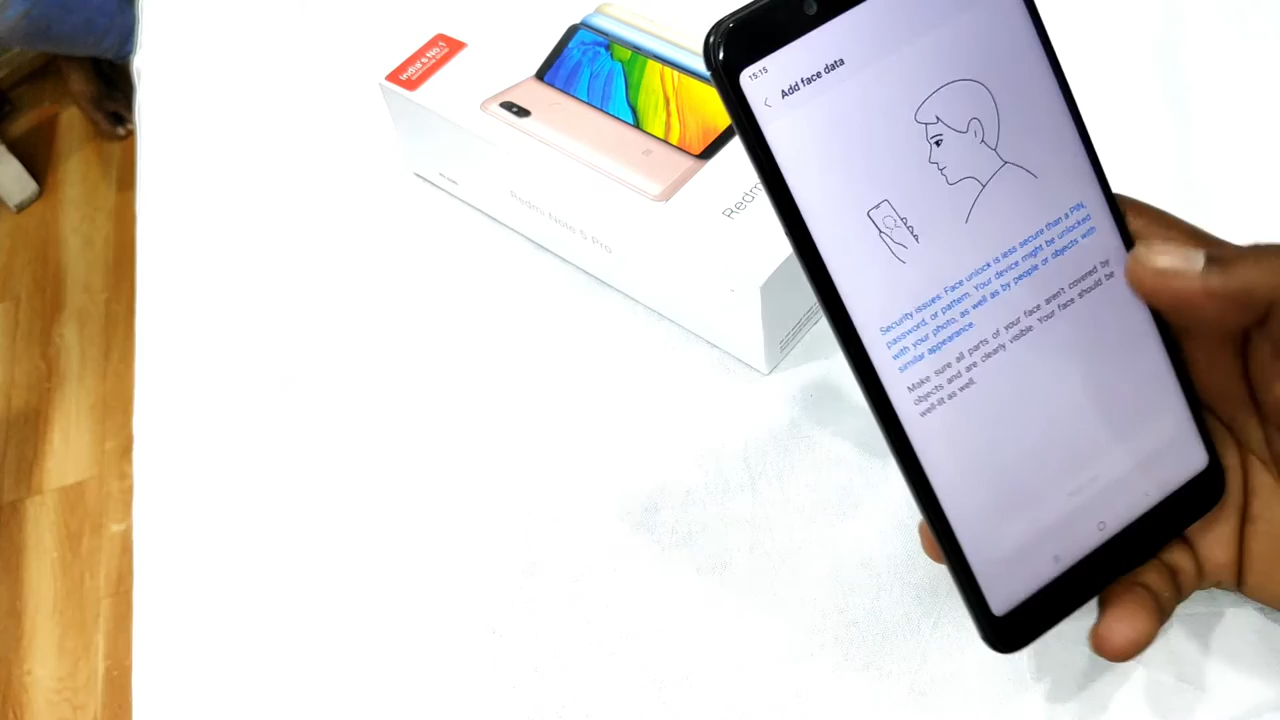 India's No.1
Redmi Note 5 Pro
15:15
Add face data
Security issues: Face unlock is less secure than a PIN,
password, or pattern. Your device might be unlocked
with your photo, as well as by people or objects with
similar appearance.
Make sure all parts of your face aren't covered by
objects and are clearly visible. Your face should be
well-lit as well.